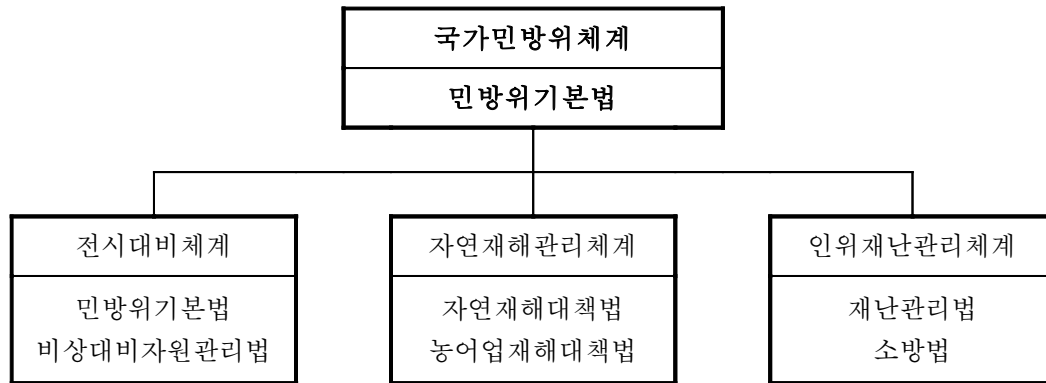 국가민방위체계
민방위기본법
전시대비체계
민방위기본법
비상대비자원관리법
자연재해관리체계
자연재해대책법
농어업재해대책법
인위재난관리체계
재난관리법
소방법